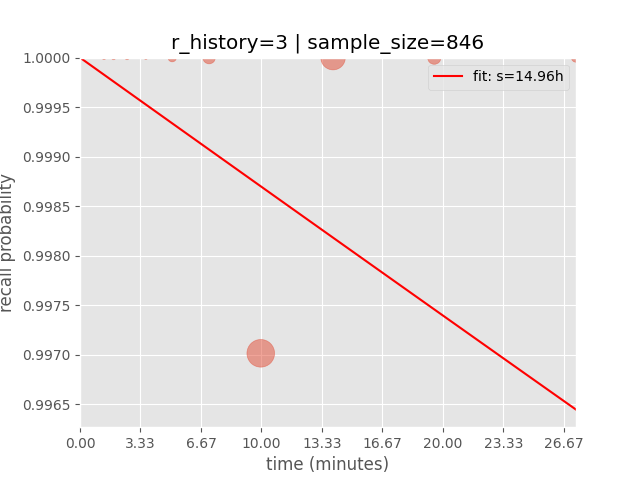 r_history=3 | sample_size=846
fit: s=14.96h
recall probability
1.0000
0.9995
0.9990
0.9985
0.9980
0.9975
0.9970
0.9965
0.00 3.33 6.67 10.00 13.33 16.67 20.00 23.33 26.67
time (minutes)